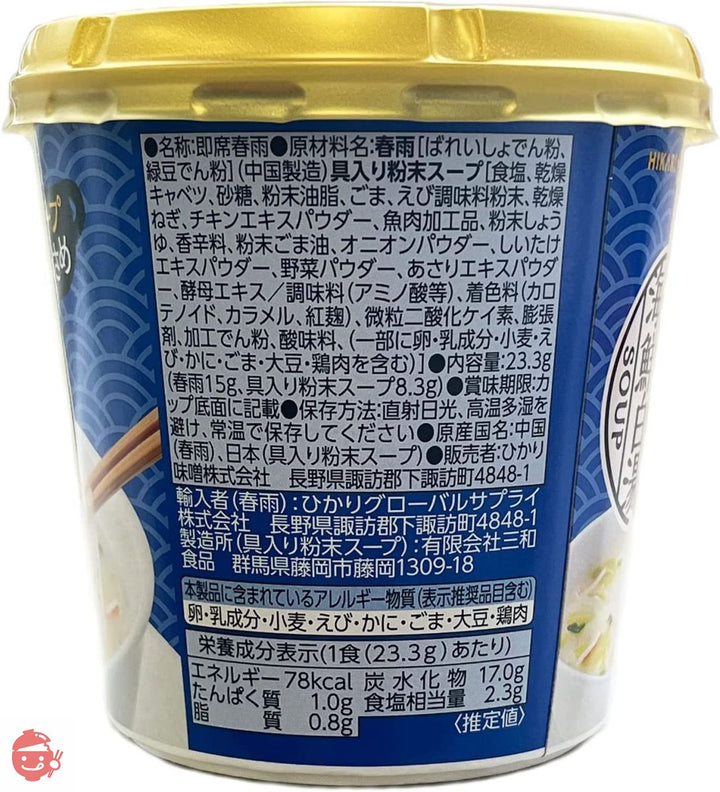 ●名称:即席春雨●原材料名:春雨[ばれいしょでん粉、
緑豆でん粉](中国製造)具入り粉末スープ[食塩、乾燥
キャベツ、砂糖、粉末油脂、ごま、えび調味料粉末、乾燥
ねぎ、チキンエキスパウダー、魚肉加工品、粉末しょう
ゆ、香辛料、粉末ごま油、オニオンパウダー、しいたけ
エキスパウダー、野菜パウダー、あさりエキスパウダ
ー、酵母エキス/調味料(アミノ酸等)、着色料(カロ
テノイド、カラメル、紅麹)、微粒二酸化ケイ素、膨張
剤、加工でん粉、酸味料、(一部に卵・乳成分・小麦・え
び・かに・ごま・大豆・鶏肉を含む)]●内容量:23.3g
(春雨15g、具入り粉末スープ8.3g)●賞味期限:カ
ップ底面に記載●保存方法:直射日光、高温多湿を
避け、常温で保存してください●原産国名:中国
(春雨)、日本(具入り粉末スープ)●販売者:ひかり
味噌株式会社 長野県諏訪郡下諏訪町4848-1
輸入者(春雨):ひかりグローバルサプライ
株式会社 長野県諏訪郡下諏訪町4848-1
製造所(具入り粉末スープ):有限会社三和
食品 群馬県藤岡市藤岡1309-18
本製品に含まれているアレルギー物質(表示推奨品目含む)
卵・乳成分・小麦・えび・かに・ごま・大豆・鶏肉
栄養成分表示(1食(23.3g)あたり)
エネルギー 78kcal 炭水化物 17.0g
たんぱく質 1.0g 食塩相当量 2.3g
脂質 0.8g 〈推定値〉
HIKAR
SOUP